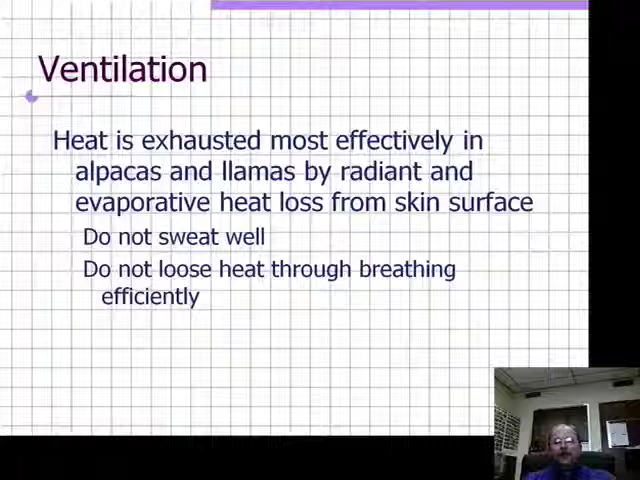 Ventilation
Heat is exhausted most effectively in
alpacas and llamas by radiant and
evaporative heat loss from skin surface
Do not sweat well
Do not loose heat through breathing
efficiently